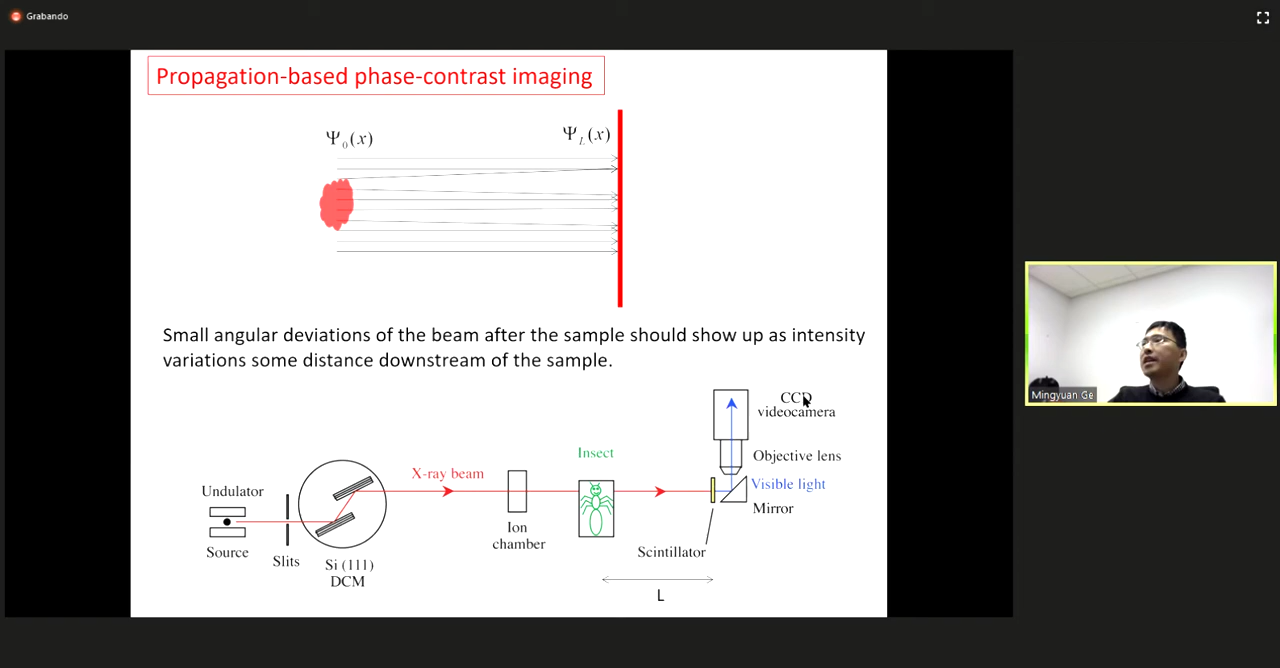 Grabando
Propagation-based phase-contrast imaging
Ψ₀(x)
Ψ_L(x)
Small angular deviations of the beam after the sample should show up as intensity
variations some distance downstream of the sample.
CCD
videocamera
Objective lens
Insect
X-ray beam
Visible light
Undulator
Mirror
Ion
chamber
Source
Slits
Scintillator
Si (111)
DCM
L
Mingyuan Ge